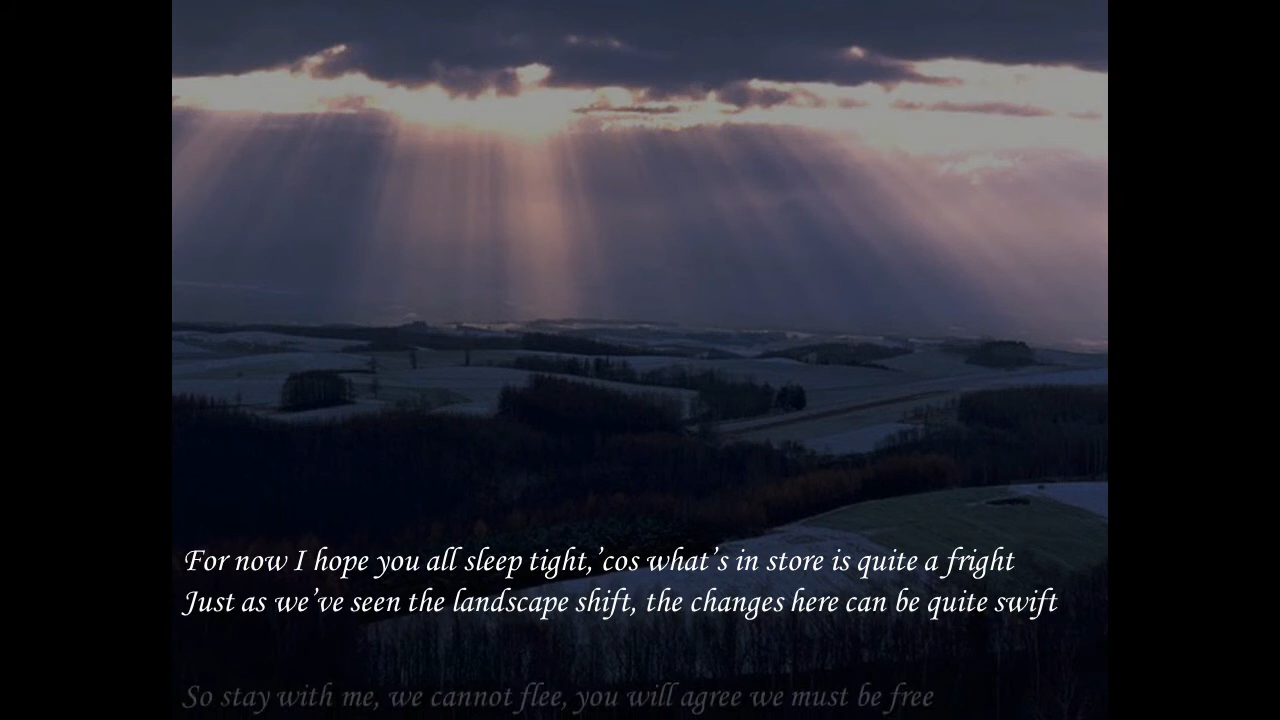 For now I hope you all sleep tight,’cos what’s in store is quite a fright
Just as we’ve seen the landscape shift, the changes here can be quite swift
So stay with me, we cannot flee, you will agree we must be free